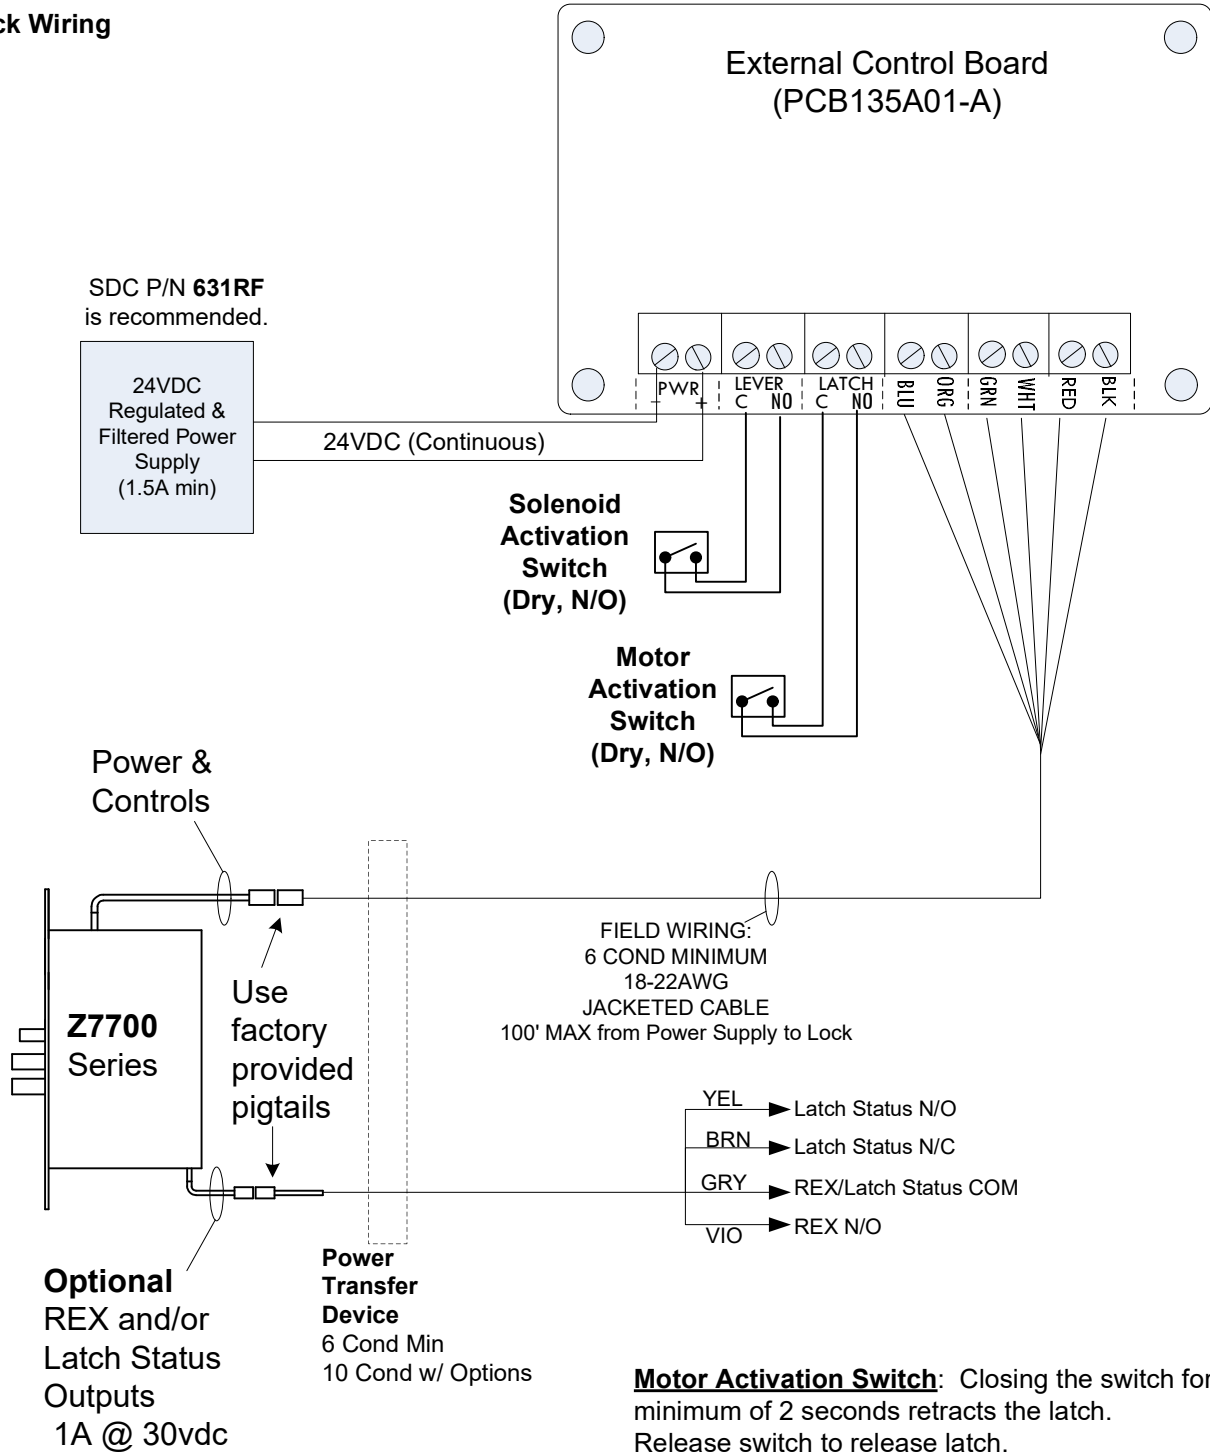 ck Wiring
External Control Board
(PCB135A01-A)
SDC P/N 631RF
is recommended.
24VDC
Regulated &
Filtered Power
Supply
(1.5A min)
24VDC (Continuous)
PWR
- +
LEVER
C NO
LATCH
C NO
BLU
ORG
GRN
WHT
RED
BLK
Solenoid
Activation
Switch
(Dry, N/O)
Motor
Activation
Switch
(Dry, N/O)
Power &
Controls
FIELD WIRING:
6 COND MINIMUM
18-22AWG
JACKETED CABLE
100' MAX from Power Supply to Lock
Z7700
Series
Use
factory
provided
pigtails
YEL
Latch Status N/O
BRN
Latch Status N/C
GRY
REX/Latch Status COM
VIO
REX N/O
Optional
REX and/or
Latch Status
Outputs
1A @ 30vdc
Power
Transfer
Device
6 Cond Min
10 Cond w/ Options
Motor Activation Switch: Closing the switch for
minimum of 2 seconds retracts the latch.
Release switch to release latch.